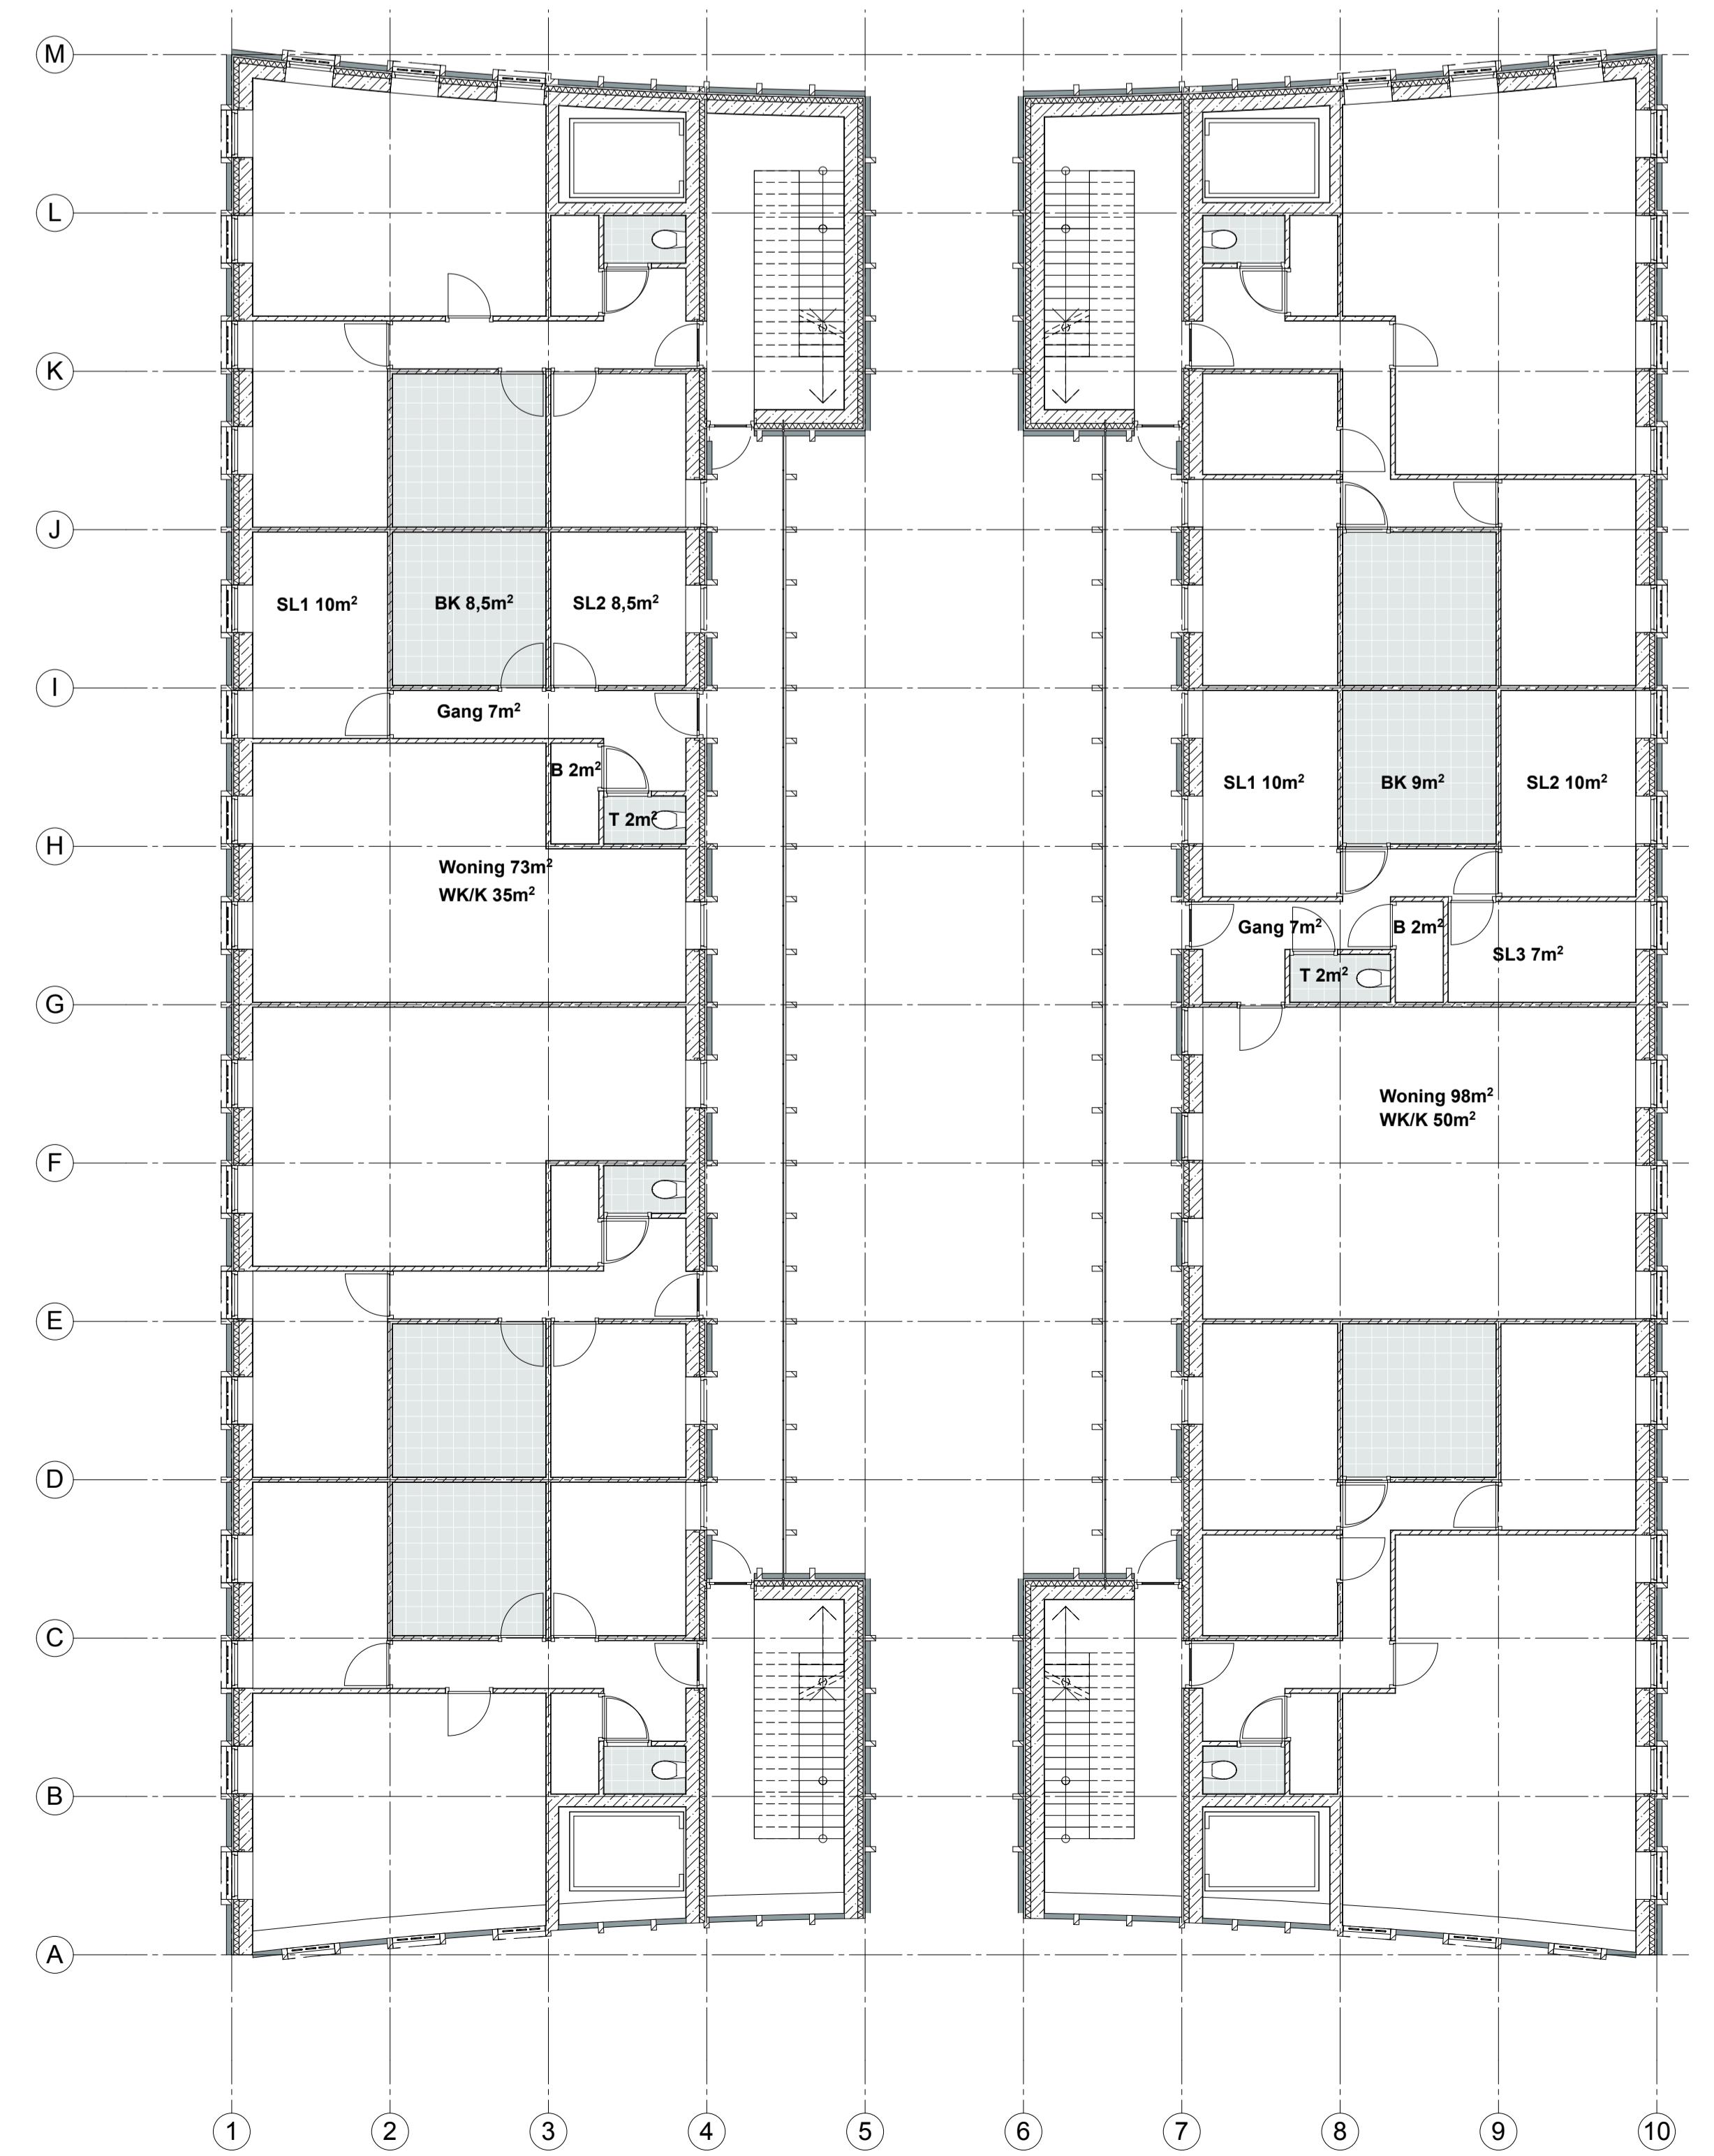 M
L
K
J
SL1 10m²
BK 8,5m²
SL2 8,5m²
I
Gang 7m²
B 2m²
T 2m²
SL1 10m²
BK 9m²
SL2 10m²
H
Woning 73m²
WK/K 35m²
Gang 7m²
B 2m²
SL3 7m²
T 2m²
G
Woning 98m²
WK/K 50m²
F
E
D
C
B
A
1 2 3 4 5 6 7 8 9 10